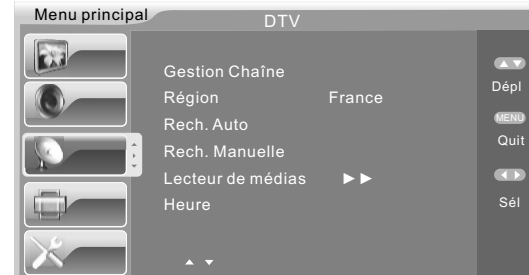 Menu principal
DTV
Gestion Chaîne
Région France
Rech. Auto
Rech. Manuelle
Lecteur de médias ►►
Heure
Dépl
MENU
Quit
Sél